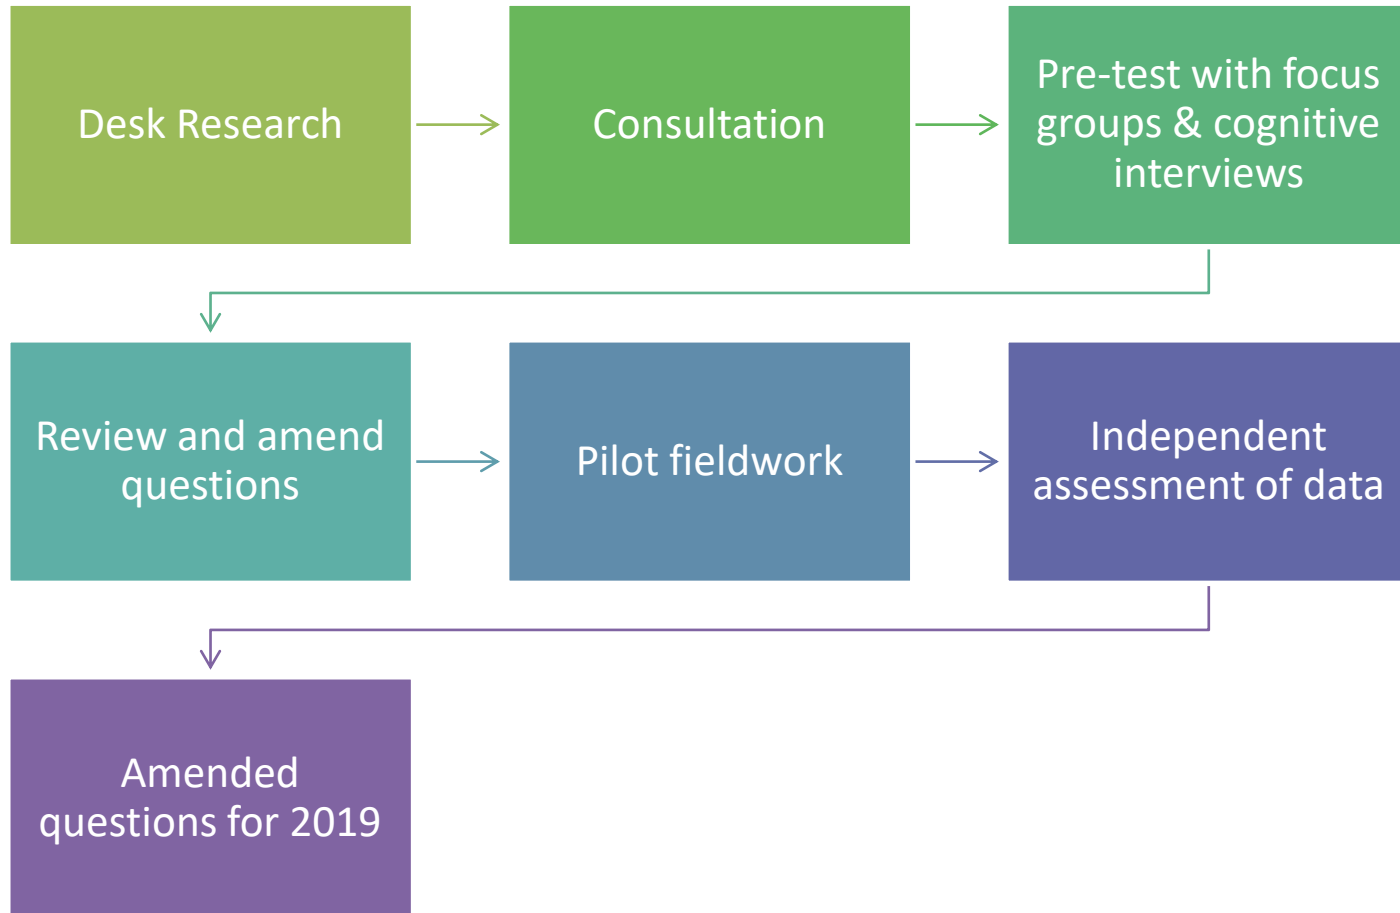 Desk Research
Consultation
Pre-test with focus
groups & cognitive
interviews
Review and amend
questions
Pilot fieldwork
Independent
assessment of data
Amended
questions for 2019